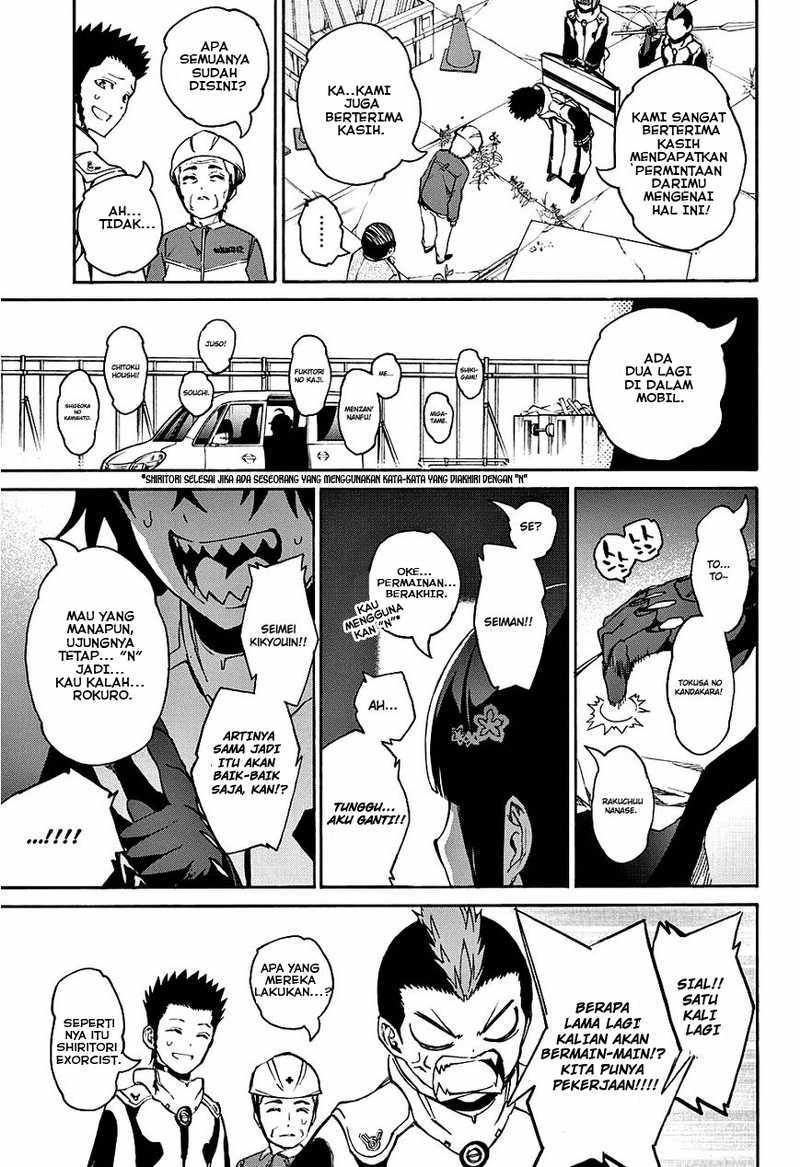 KAMI SANGAT
BERTERIMA
KASIH
MENDAPATKAN
PERMINTAAN
DARIMU
MENGENAI
HAL INI!
KA..KAMI
JUGA
BERTERIMA
KASIH.
......
APA
SEMUANYA
SUDAH
DISINI?
AH...
TIDAK...
ADA
DUA LAGI
DI DALAM
MOBIL.
SHIKI-
GAMI!
MIGA-
TAME.
ME...
MENZAN!
NANFU!
FUKITORI
NO KAJI.
JUSO!
SOUCHI.
CHITOKU
HOUSHI!
SHIGEOKA
NO
KAMAHTO.
*SHIRITORI SELESAI JIKA ADA SESEORANG YANG MENGGUNAKAN KATA-KATA YANG DIAKHIRI DENGAN "N"
TO...
TO-
TOKUSA NO
KANDAKARA!
RAKUCHUU
NANASE.
SE?
SEIMAN!!
OKE...
PERMAINAN...
BERAKHIR.
KAU
MENGGUNA
KAN "N"*
AH...
TUNGGU...
AKU GANTI!!
SEIMEI
KIKYOUIN!!
ARTINYA
SAMA JADI
ITU AKAN
BAIK-BAIK
SAJA, KAN!?
MAU YANG
MANAPUN,
UJUNGNYA
TETAP... "N"
JADI...
KAU KALAH...
ROKURO.
...!!!!
SIAL!!
SATU
KALI
LAGI
BERAPA
LAMA LAGI
KALIAN AKAN
BERMAIN-MAIN!?
KITA PUNYA
PEKERJAAN!!!!
APA YANG
MEREKA
LAKUKAN...?
SEPERTI
NYA ITU
SHIRITORI
EXORCIST.